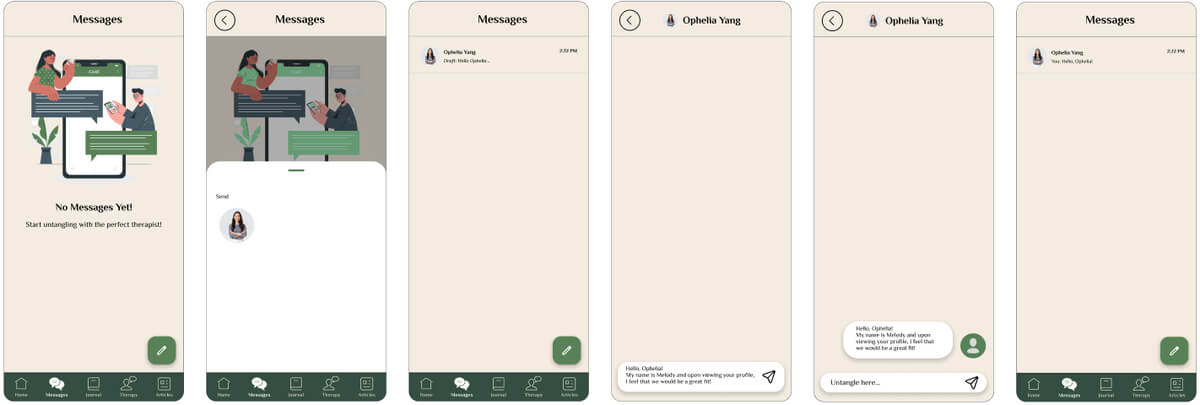 Messages
CHAT
No Messages Yet!
Start untangling with the perfect therapist!
Home Messages Journal Therapy Articles
Messages
Send
Home Messages Journal Therapy Articles
Messages
Ophelia Yang 2:22 PM
Draft: Hello Ophelia...
Home Messages Journal Therapy Articles
Ophelia Yang
Hello, Ophelia!
My name is Melody and upon viewing your profile,
I feel that we would be a great fit!
Ophelia Yang
Hello, Ophelia!
My name is Melody and upon
viewing your profile, I feel that
we would be a great fit!
Untangle here...
Messages
Ophelia Yang 2:22 PM
You: Hello, Ophelia!
Home Messages Journal Therapy Articles